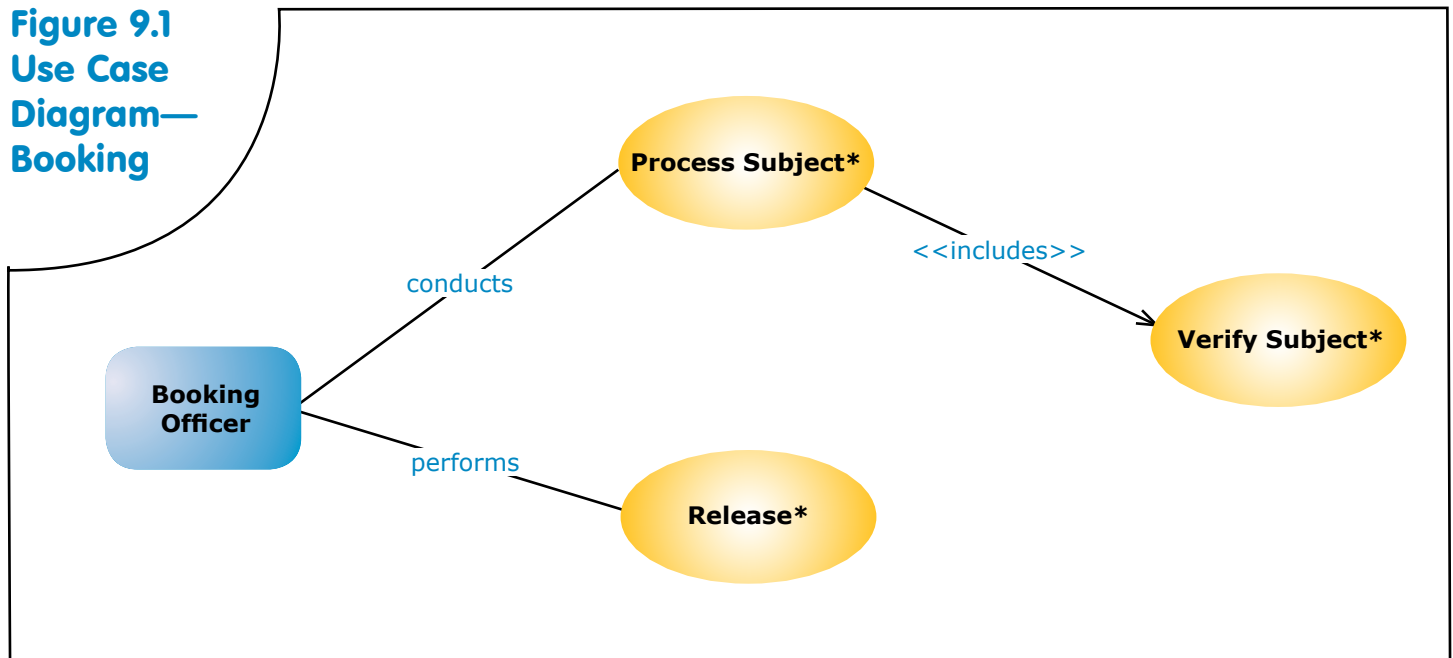 Figure 9.1
Use Case
Diagram—
Booking
Process Subject*
<<includes>>
conducts
Verify Subject*
Booking
Officer
performs
Release*